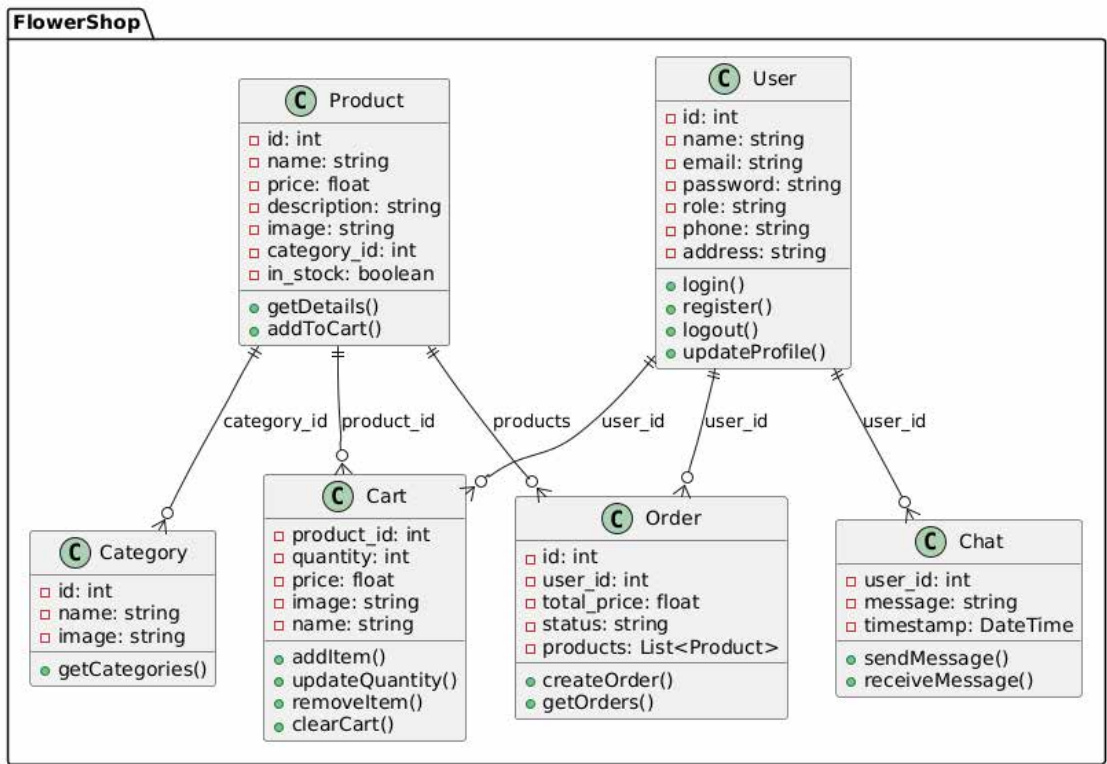 FlowerShop
C Product
id: int
name: string
price: float
description: string
image: string
category_id: int
in_stock: boolean
getDetails()
addToCart()
C User
id: int
name: string
email: string
password: string
role: string
phone: string
address: string
login()
register()
logout()
updateProfile()
category_id
product_id
products
user_id
user_id
user_id
C Category
id: int
name: string
image: string
getCategories()
C Cart
product_id: int
quantity: int
price: float
image: string
name: string
addItem()
updateQuantity()
removeItem()
clearCart()
C Order
id: int
user_id: int
total_price: float
status: string
products: List<Product>
createOrder()
getOrders()
C Chat
user_id: int
message: string
timestamp: DateTime
sendMessage()
receiveMessage()